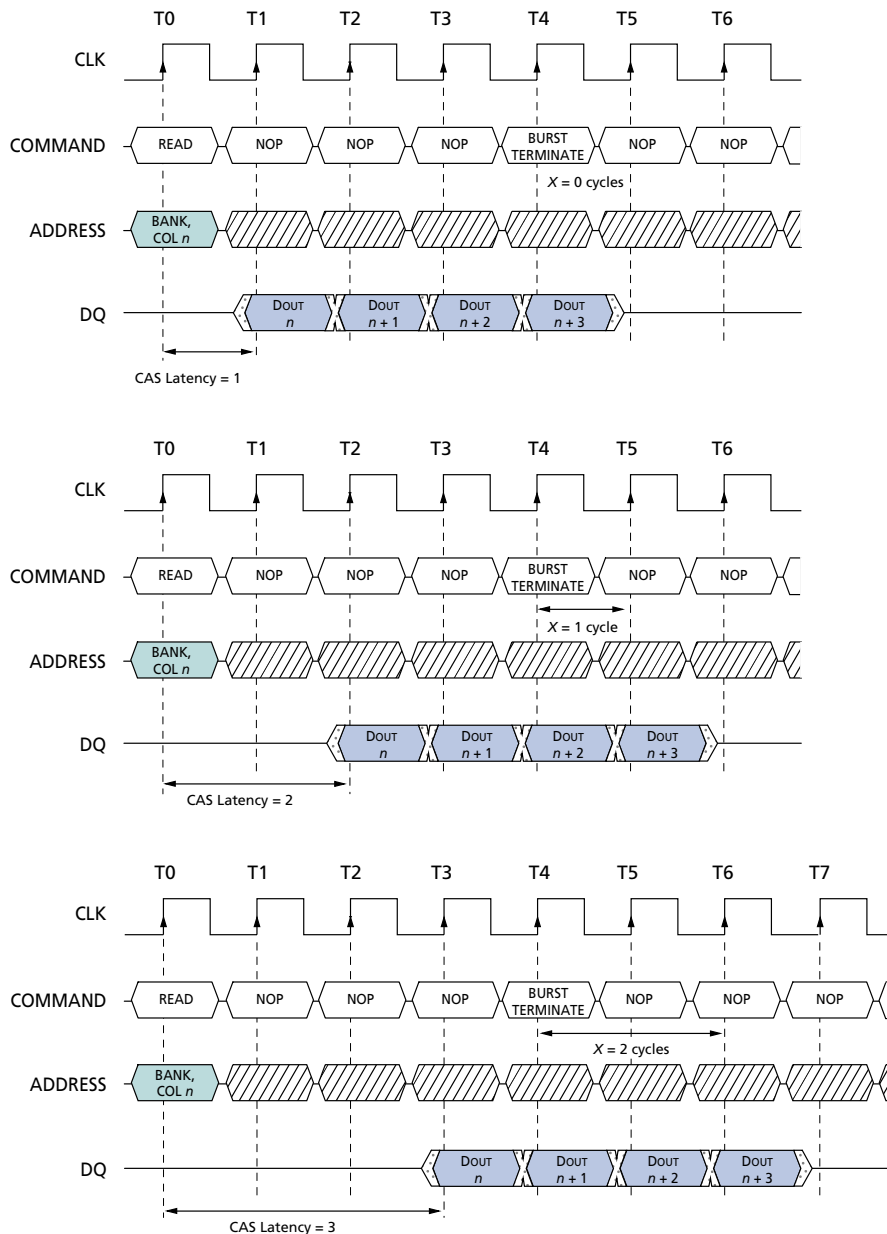 T0 T1 T2 T3 T4 T5 T6
CLK
COMMAND READ NOP NOP NOP BURST TERMINATE NOP NOP
X = 0 cycles
ADDRESS BANK, COL n
DQ DOUT n DOUT n + 1 DOUT n + 2 DOUT n + 3
CAS Latency = 1
T0 T1 T2 T3 T4 T5 T6
CLK
COMMAND READ NOP NOP NOP BURST TERMINATE NOP NOP
X = 1 cycle
ADDRESS BANK, COL n
DQ DOUT n DOUT n + 1 DOUT n + 2 DOUT n + 3
CAS Latency = 2
T0 T1 T2 T3 T4 T5 T6 T7
CLK
COMMAND READ NOP NOP NOP BURST TERMINATE NOP NOP NOP
X = 2 cycles
ADDRESS BANK, COL n
DQ DOUT n DOUT n + 1 DOUT n + 2 DOUT n + 3
CAS Latency = 3